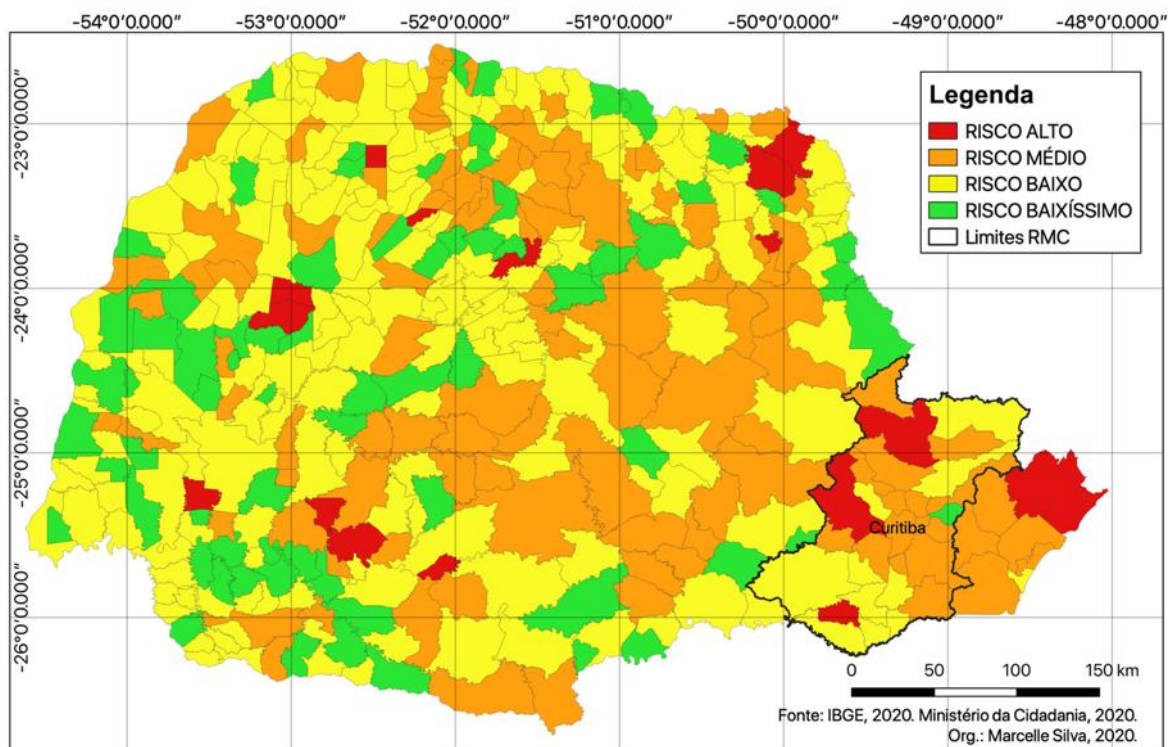 -54°0'0.000" -53°0'0.000" -52°0'0.000" -51°0'0.000" -50°0'0.000" -49°0'0.000" -48°0'0.000"
-23°0'0.000"
-24°0'0.000"
-25°0'0.000"
-26°0'0.000"
Legenda
RISCO ALTO
RISCO MÉDIO
RISCO BAIXO
RISCO BAIXÍSSIMO
Limites RMC
Curitiba
0 50 100 150 km
Fonte: IBGE, 2020. Ministério da Cidadania, 2020.
Org.: Marcelle Silva, 2020.